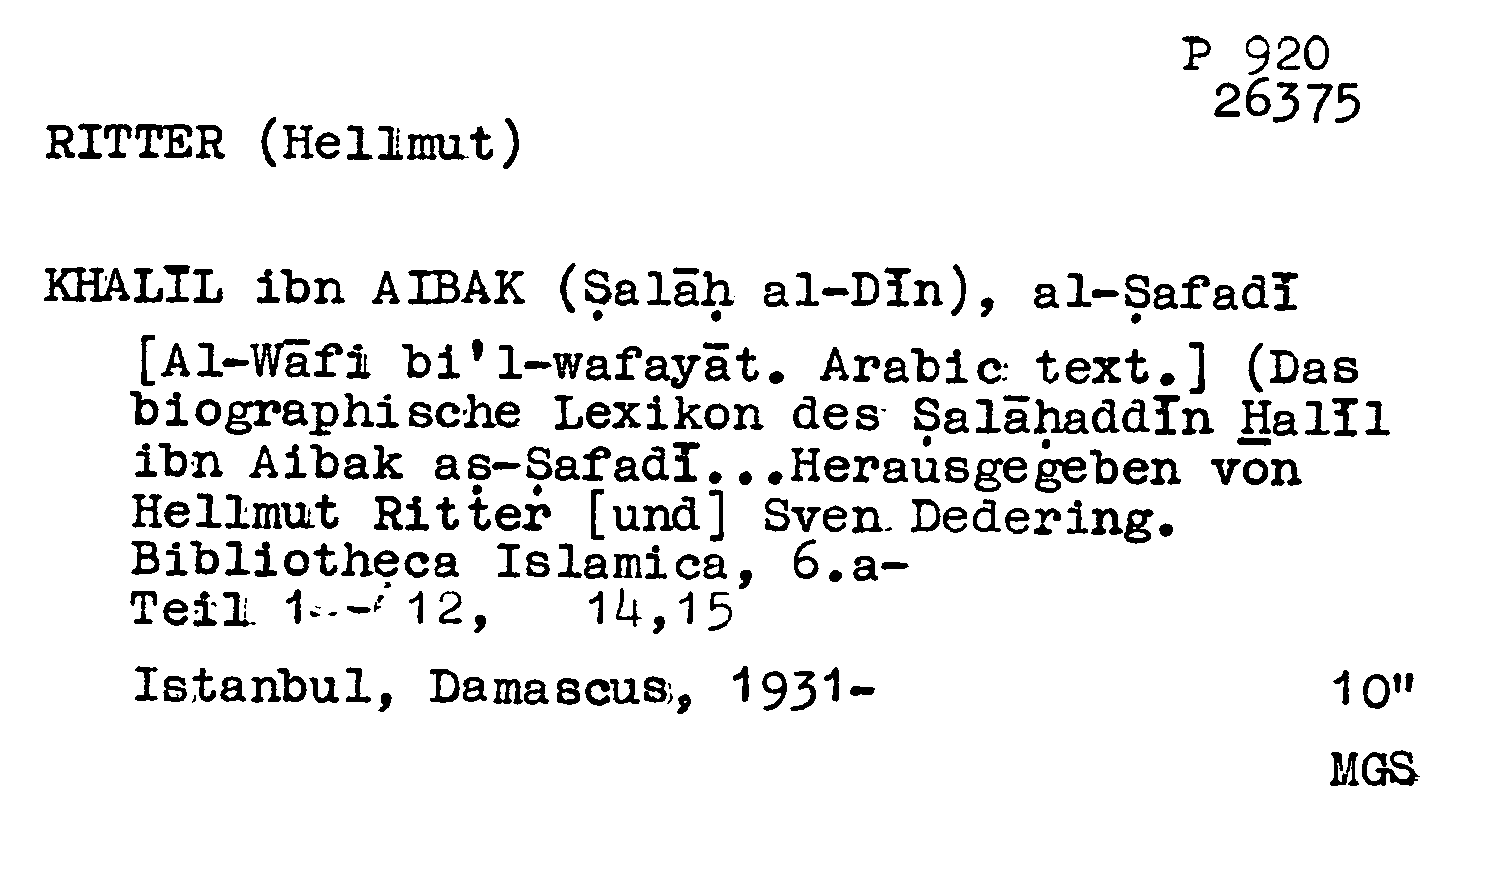 P 920
26375
RITTER (Hellmut)
KHALĪL ibn AIBAK (Ṣalāḥ al-Dīn), al-Ṣafadī
[Al-Wāfi bi'l-wafayāt. Arabic text.] (Das
biographische Lexikon des Ṣalāḥaddīn H̱alīl
ibn Aibak aṣ-Ṣafadī...Herausgegeben von
Hellmut Ritter [und] Sven Dedering.
Bibliotheca Islamica, 6.a-
Teil 1--12, 14,15
Istanbul, Damascus, 1931-
10"
MGS